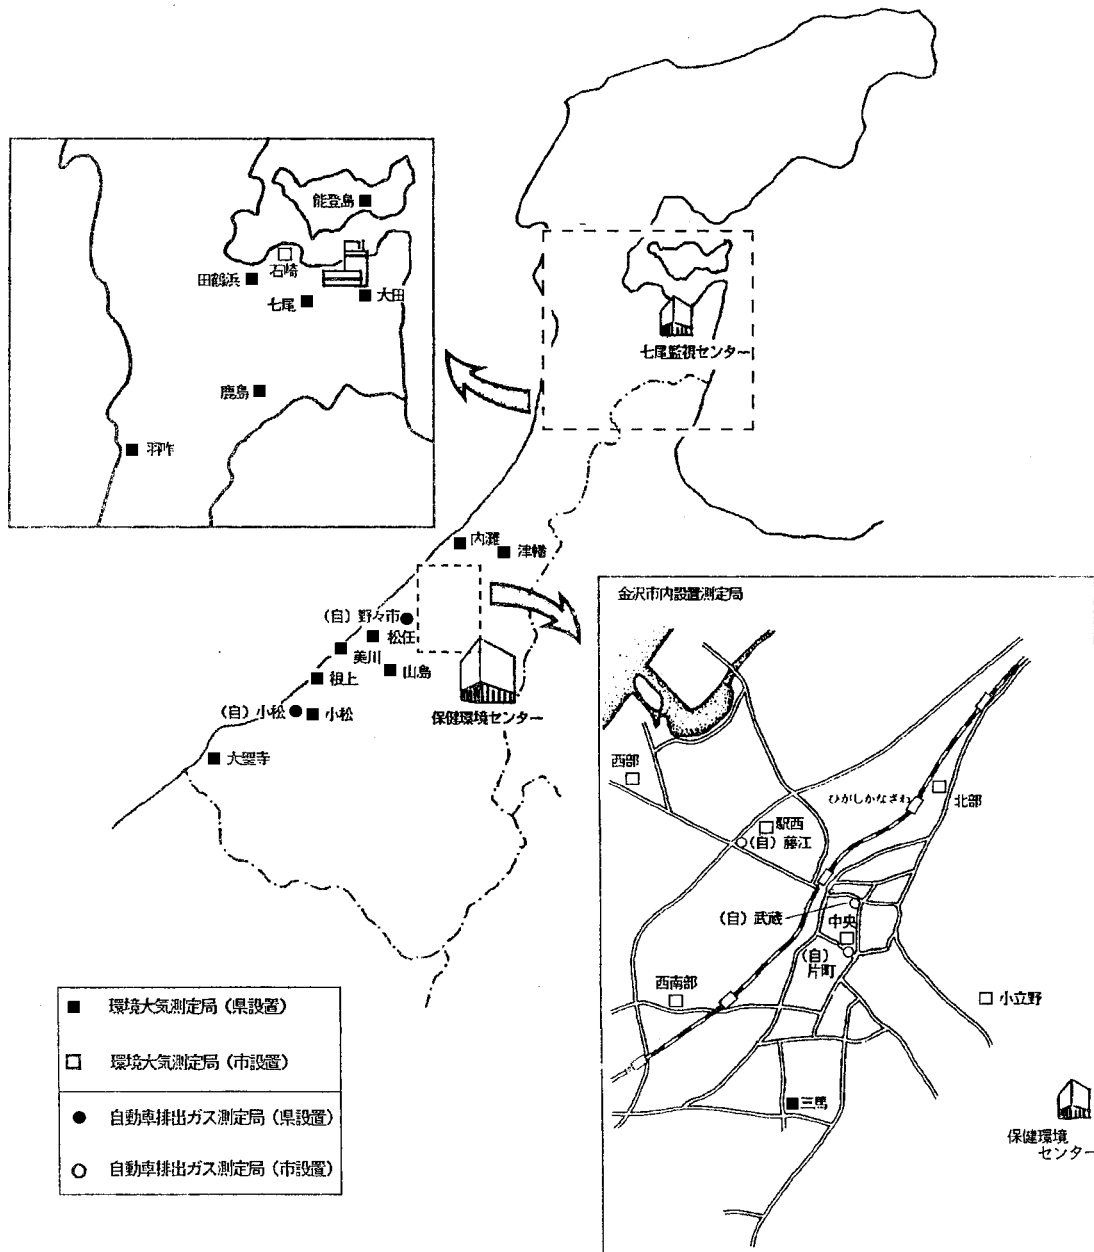 能登島
石崎
田鶴浜
七尾
大田
鹿島
羽咋
七尾監視センター
内灘
津幡
(自) 野々市
松任
美川
山島
根上
(自) 小松
小松
大聖寺
保健環境センター
金沢市内設置測定局
西部
ひがしかなざわ
北部
駅西
(自) 藤江
(自) 武蔵
中央
(自)
片町
西南部
小立野
三馬
保健環境
センター
■ 環境大気測定局 (県設置)
□ 環境大気測定局 (市設置)
● 自動車排出ガス測定局 (県設置)
○ 自動車排出ガス測定局 (市設置)